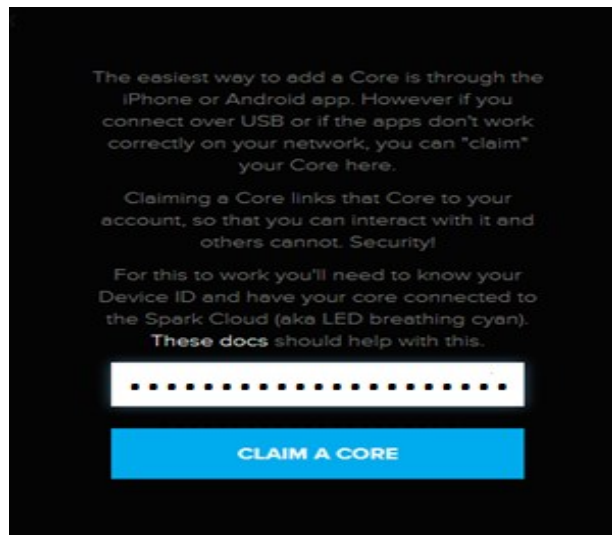 The easiest way to add a Core is through the
iPhone or Android app. However if you
connect over USB or if the apps don't work
correctly on your network, you can "claim"
your Core here.
Claiming a Core links that Core to your
account, so that you can interact with it and
others cannot. Security!
For this to work you'll need to know your
Device ID and have your core connected to
the Spark Cloud (aka LED breathing cyan).
These docs should help with this.
CLAIM A CORE